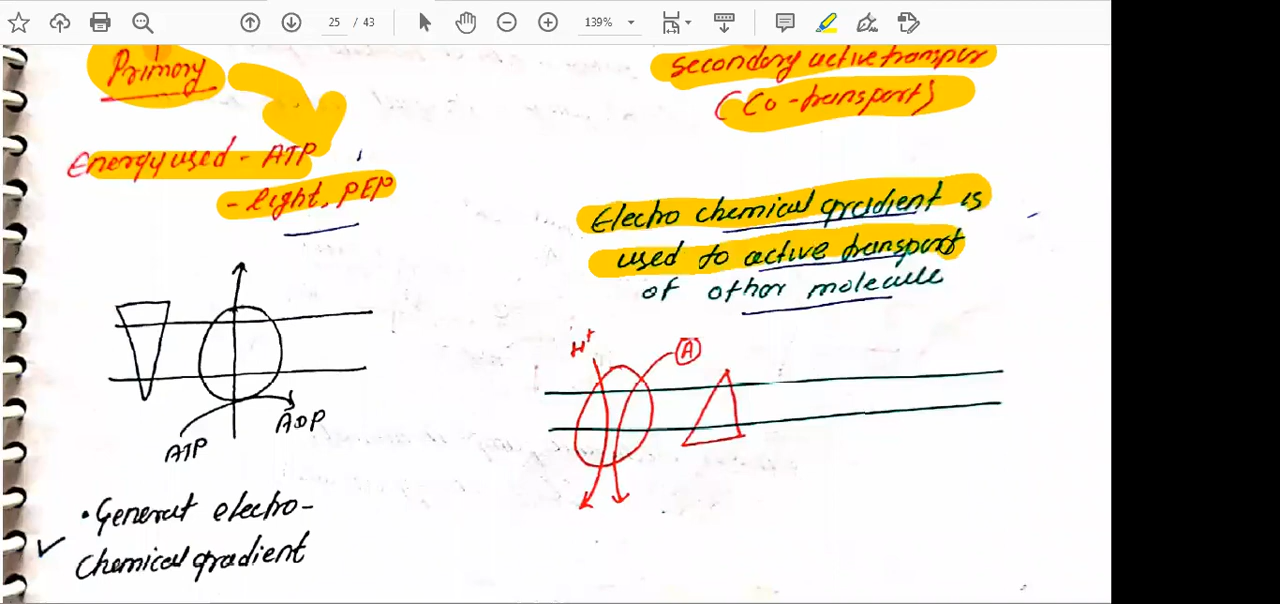 25 / 43
139%
Primary
Energy used - ATP
- light, PEP
ATP
ADP
• Generat electro-
chemical gradient
secondary active transpor
(Co-transport)
Electro chemical gradient is
used to active transport
of other molecule
H+
A